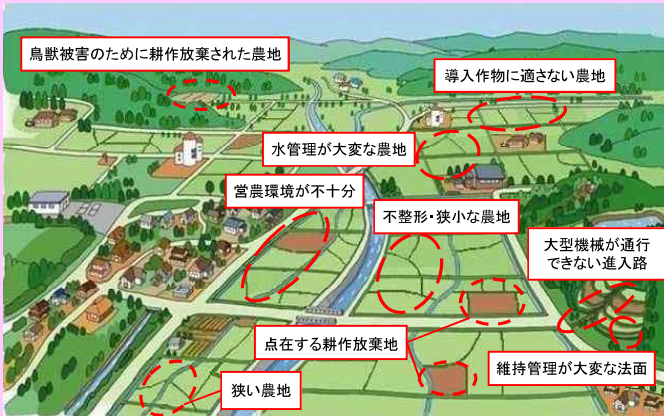 鳥獣被害のために耕作放棄された農地
導入作物に適さない農地
水管理が大変な農地
営農環境が不十分
不整形・狭小な農地
大型機械が通行
できない進入路
点在する耕作放棄地
維持管理が大変な法面
狭い農地